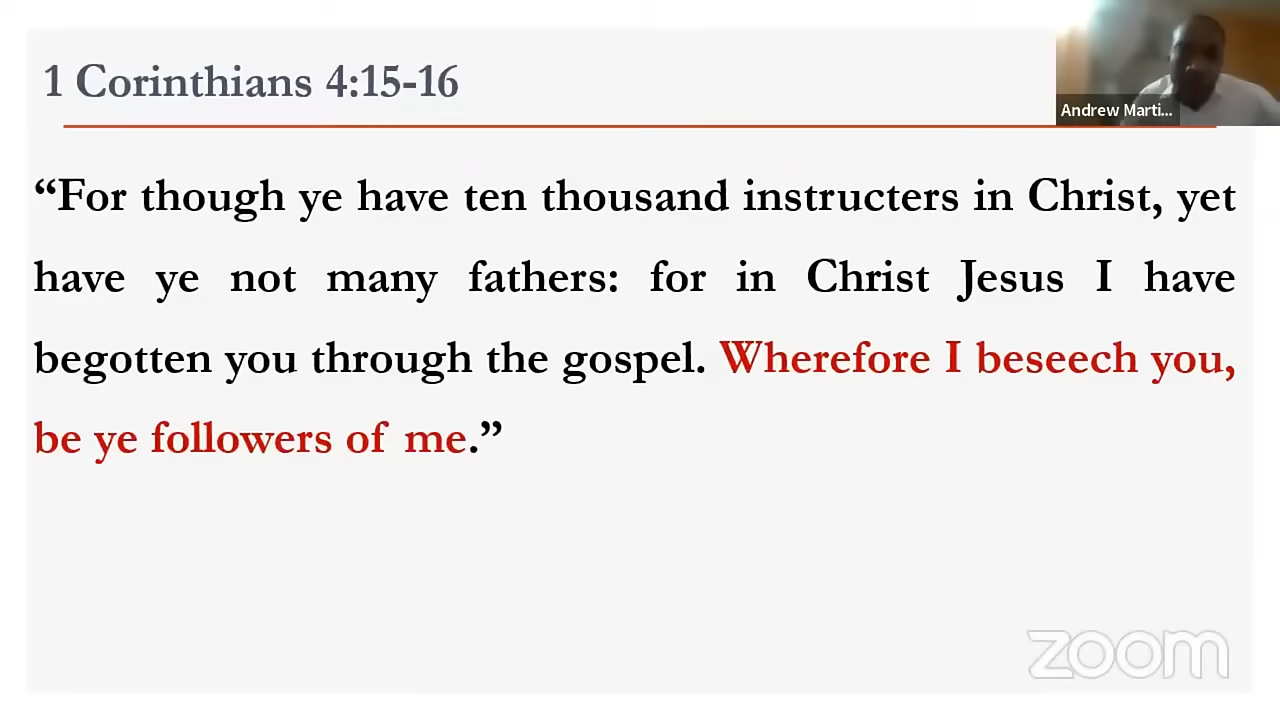 1 Corinthians 4:15-16
Andrew Marti...
“For though ye have ten thousand instructers in Christ, yet
have ye not many fathers: for in Christ Jesus I have
begotten you through the gospel. Wherefore I beseech you,
be ye followers of me.”
zoom